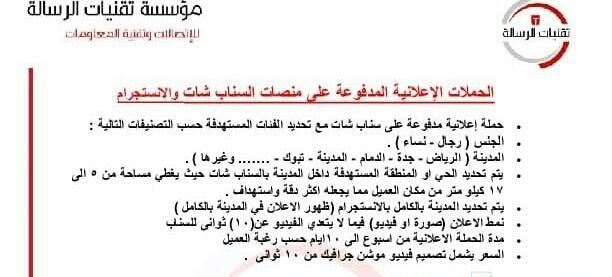 مؤسسة تقنيات الرسالة
للإتصالات وتقنية المعلومات
تقنيات الرسالة
الحملات الإعلانية المدفوعة على منصات السناب شات والانستجرام
حملة إعلانية مدفوعة على سناب شات مع تحديد الفئات المستهدفة حسب التصنيفات التالية :
الجنس ( رجال - نساء ) .
المدينة ( الرياض - جدة - الدمام - المدينة - تبوك - ....... وغيرها ) .
يتم تحديد الحي او المنطقة المستهدفة داخل المدينة بالسناب شات حيث يغطي مساحة من ٥ الى
١٧ كيلو متر من مكان العميل مما يجعله اكثر دقة واستهداف .
يتم تحديد المدينة بالكامل بالانستجرام (ظهور الاعلان في المدينة بالكامل )
نمط الاعلان (صورة او فيديو) فيما لا يتعدي الفيديو عن(١٠) ثوانى للسناب
مدة الحملة الاعلانية من اسبوع الى ١٠ايام حسب رغبة العميل
السعر يشمل تصميم فيديو موشن جرافيك من ١٠ ثوانى .